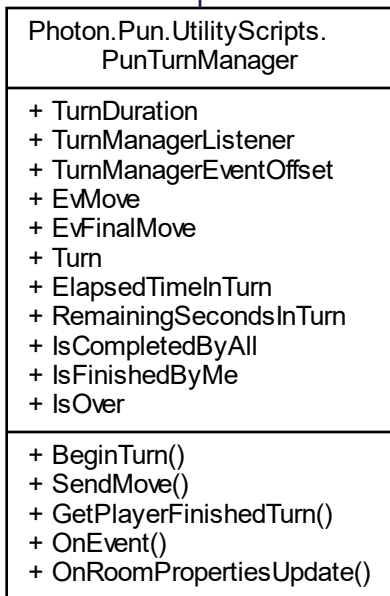 Photon.Pun.UtilityScripts.
PunTurnManager
+ TurnDuration
+ TurnManagerListener
+ TurnManagerEventOffset
+ EvMove
+ EvFinalMove
+ Turn
+ ElapsedTimeInTurn
+ RemainingSecondsInTurn
+ IsCompletedByAll
+ IsFinishedByMe
+ IsOver
+ BeginTurn()
+ SendMove()
+ GetPlayerFinishedTurn()
+ OnEvent()
+ OnRoomPropertiesUpdate()